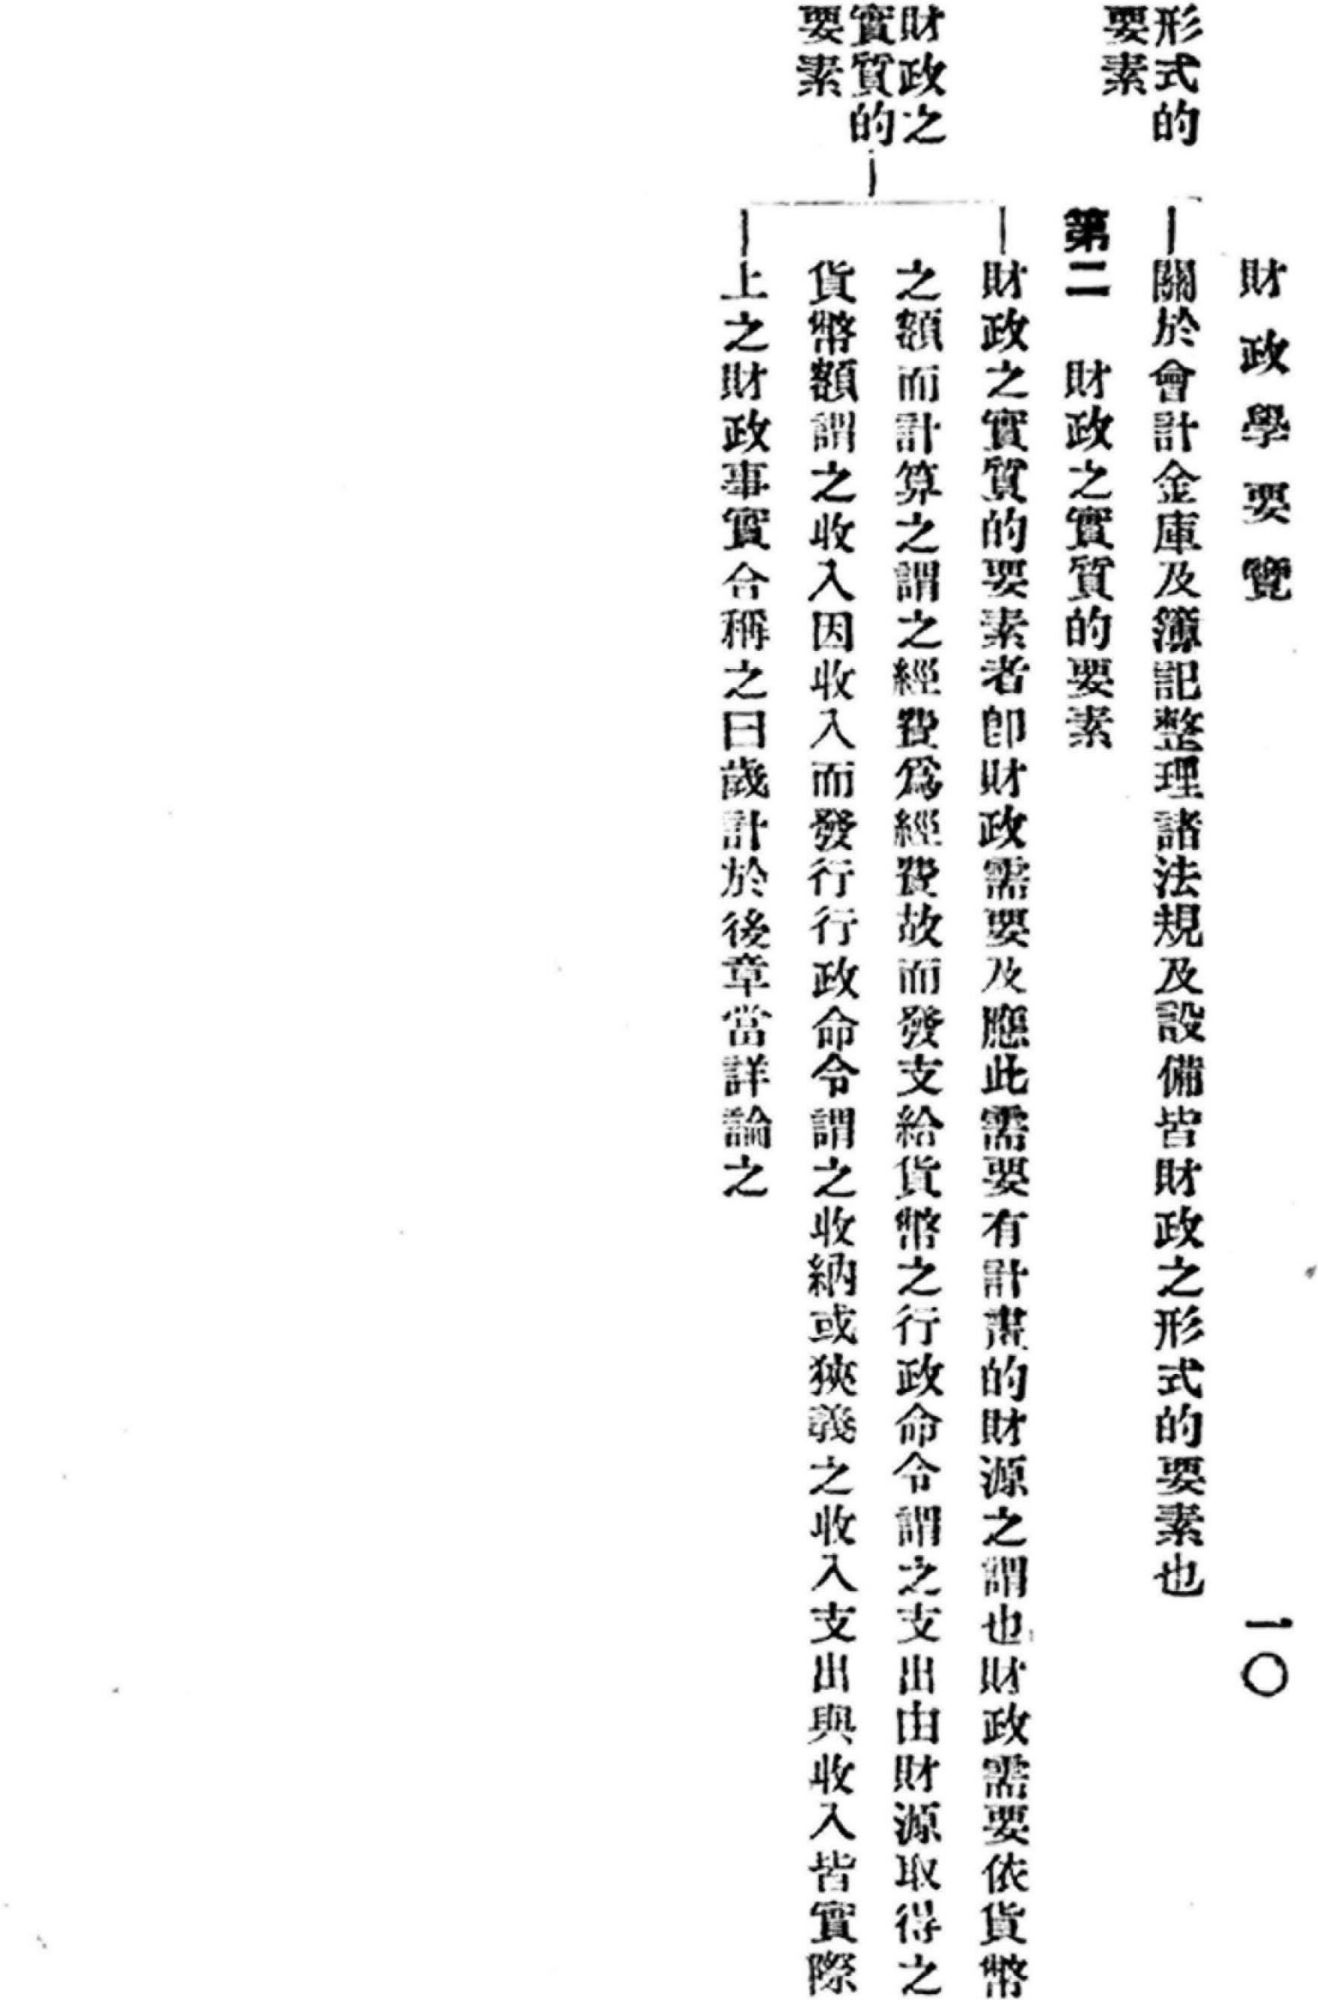 財政學要覽
一〇
形式的
要素
關於會計金庫及簿記整理諸法規及設備皆財政之形式的要素也
第二　財政之實質的要素
財政之
實質的
要素
財政之實質的要素者卽財政需要及應此需要有計畫的財源之謂也財政需要依貨幣
之額而計算之謂之經費爲經費故而發支給貨幣之行政命令謂之支出由財源取得之
貨幣額謂之收入因收入而發行行政命令謂之收納或狹義之收入支出與收入皆實際
上之財政事實合稱之曰歲計於後章當詳論之